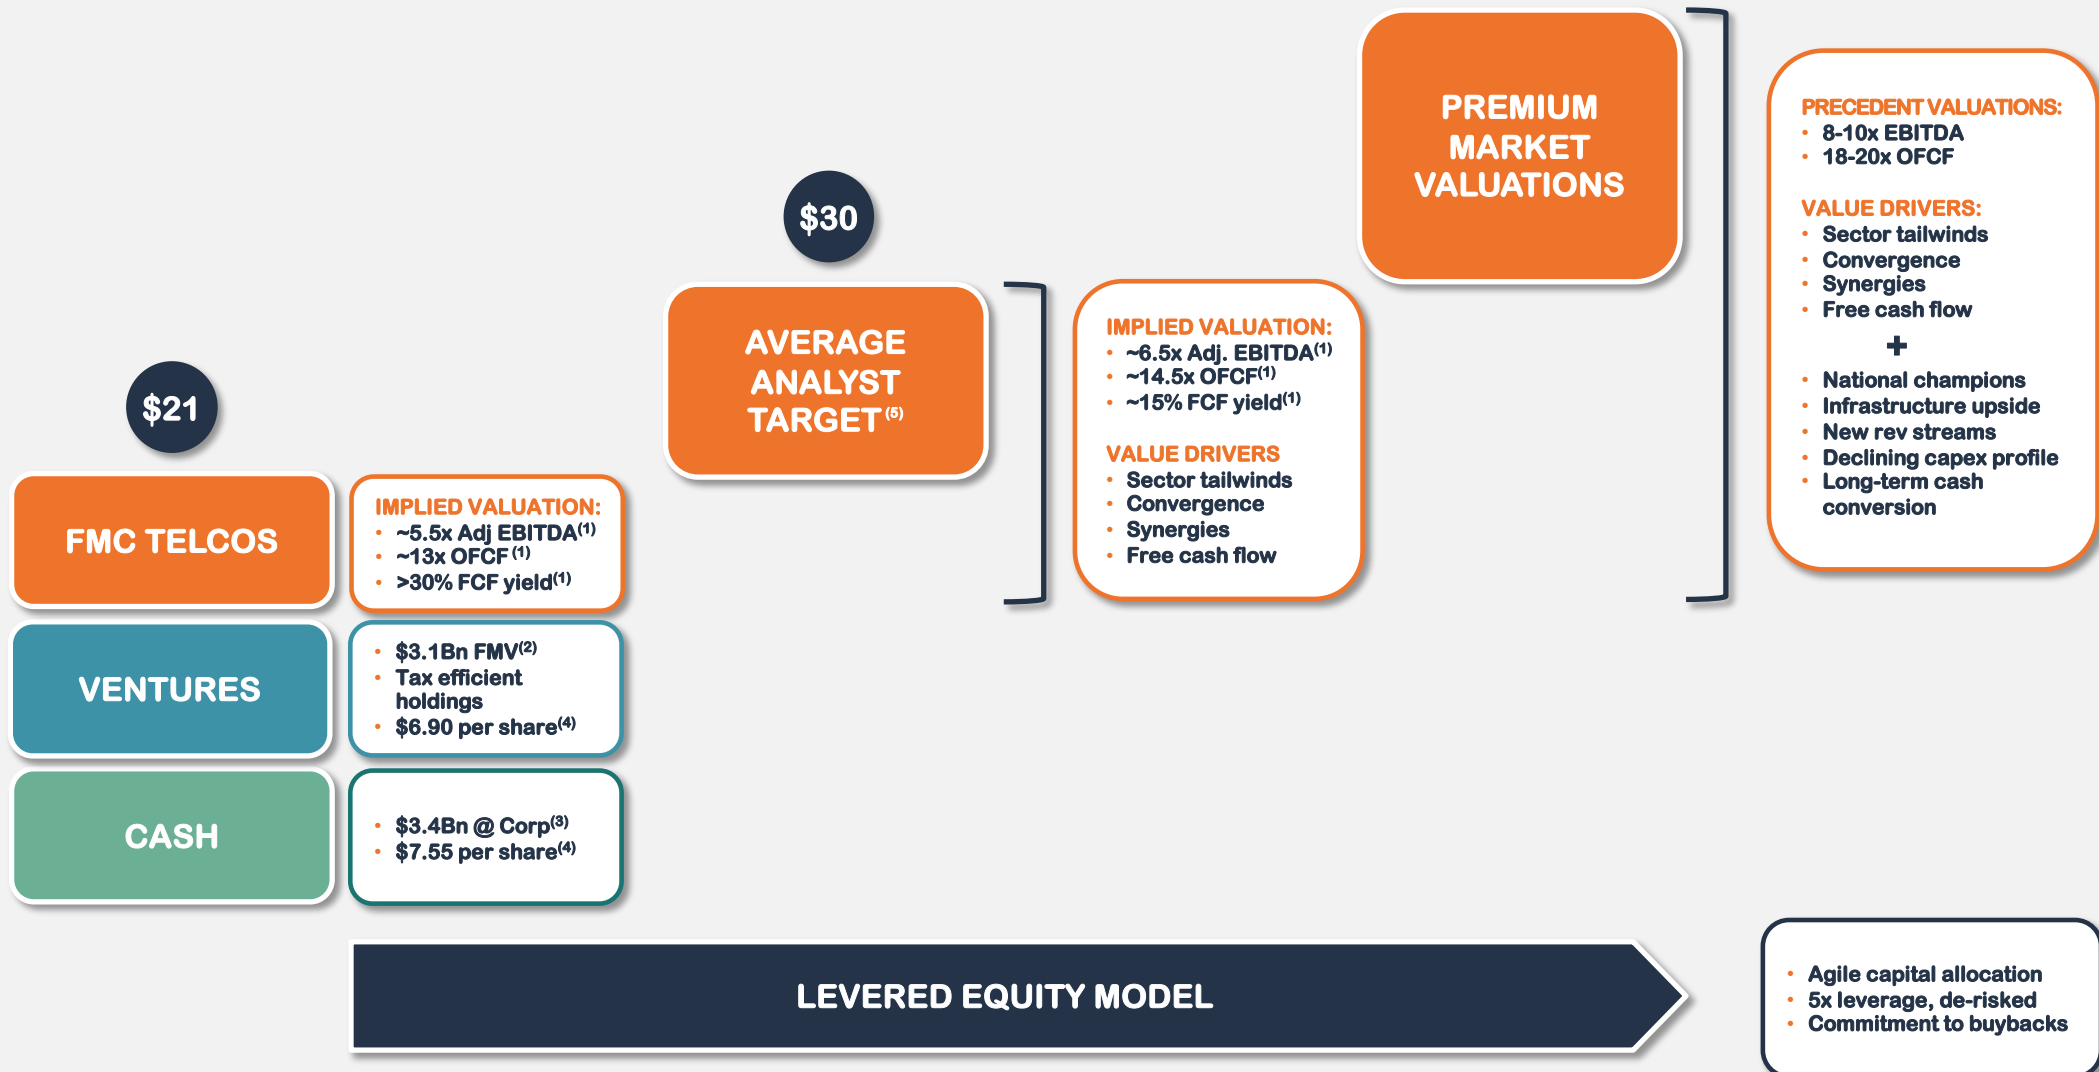 $21
FMC TELCOS
IMPLIED VALUATION:
• ~5.5x Adj EBITDA(1)
• ~13x OFCF (1)
• >30% FCF yield(1)
VENTURES
• $3.1Bn FMV(2)
• Tax efficient
holdings
• $6.90 per share(4)
CASH
• $3.4Bn @ Corp(3)
• $7.55 per share(4)
$30
AVERAGE
ANALYST
TARGET (5)
IMPLIED VALUATION:
• ~6.5x Adj. EBITDA(1)
• ~14.5x OFCF(1)
• ~15% FCF yield(1)
VALUE DRIVERS
• Sector tailwinds
• Convergence
• Synergies
• Free cash flow
PREMIUM
MARKET
VALUATIONS
PRECEDENT VALUATIONS:
• 8-10x EBITDA
• 18-20x OFCF
VALUE DRIVERS:
• Sector tailwinds
• Convergence
• Synergies
• Free cash flow
+
• National champions
• Infrastructure upside
• New rev streams
• Declining capex profile
• Long-term cash
conversion
LEVERED EQUITY MODEL
• Agile capital allocation
• 5x leverage, de-risked
• Commitment to buybacks